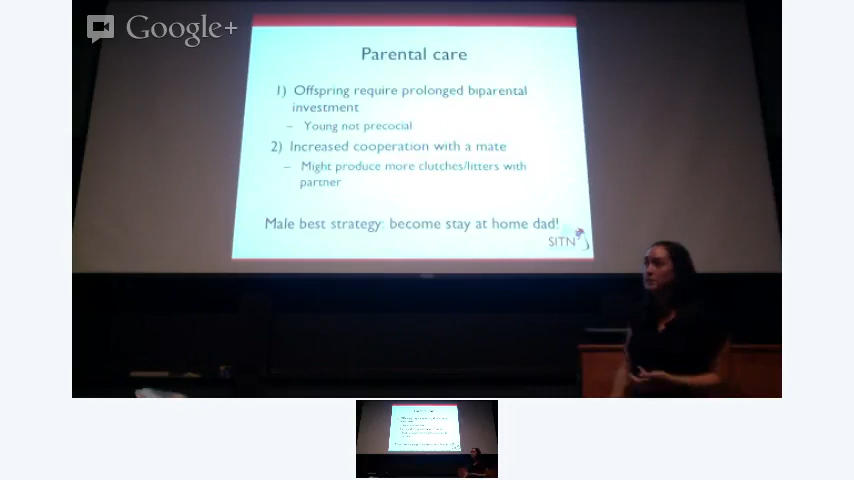 Google+
Parental care
1) Offspring require prolonged biparental
investment
– Young not precocial
2) Increased cooperation with a mate
– Might produce more clutches/litters with
partner
Male best strategy: become stay at home dad!
SITN